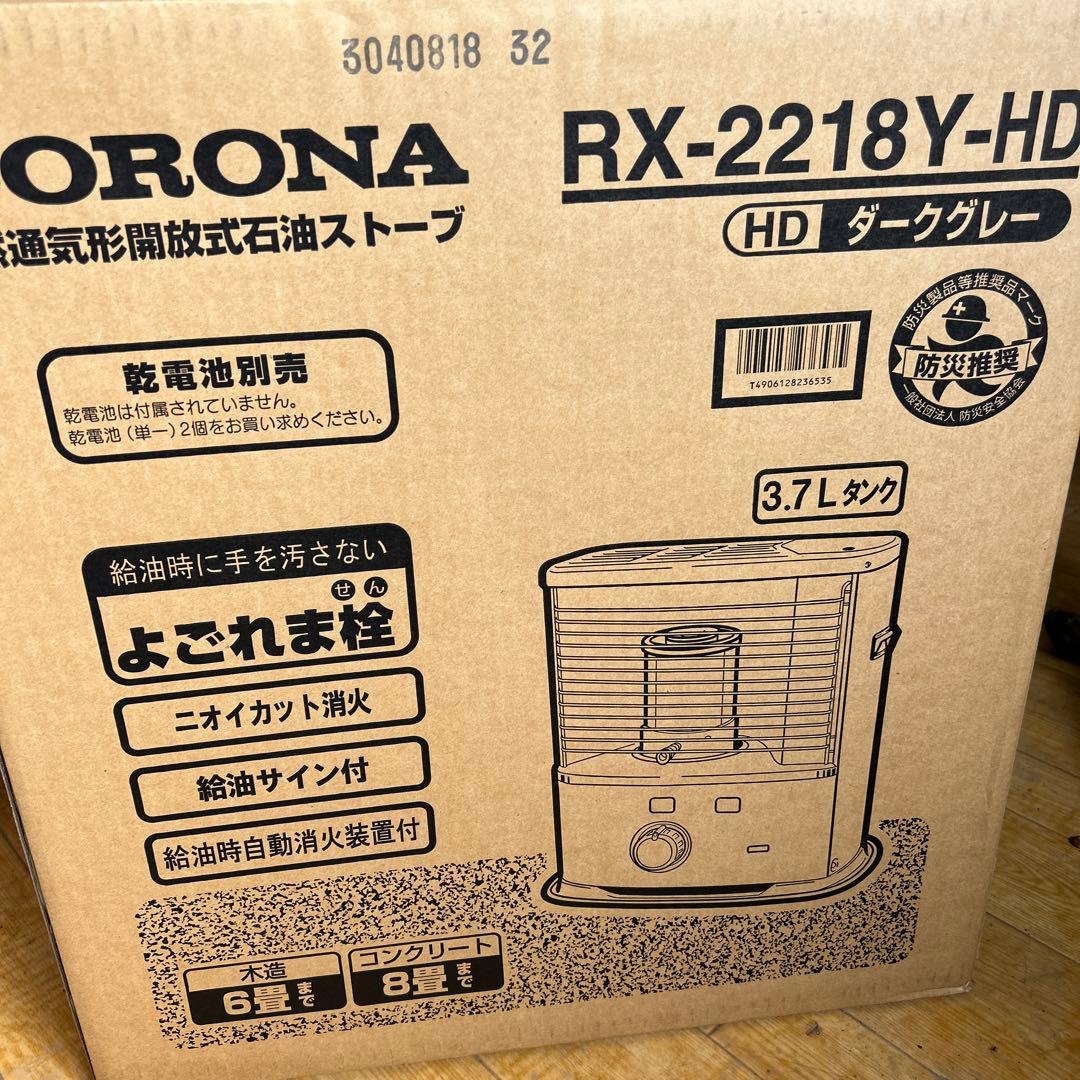 3040818 32
ORONA
RX-2218Y-HD
通気形開放式石油ストーブ
HD ダークグレー
防災製品等推奨品マーク
防災推奨
一般社団法人 防災安全協会
T4906128236535
乾電池別売
乾電池は付属されていません。
乾電池(単一)2個をお買い求めください。
3.7Lタンク
給油時に手を汚さない
せん
よごれま栓
ニオイカット消火
給油サイン付
給油時自動消火装置付
木造
6畳まで
コンクリート
8畳まで